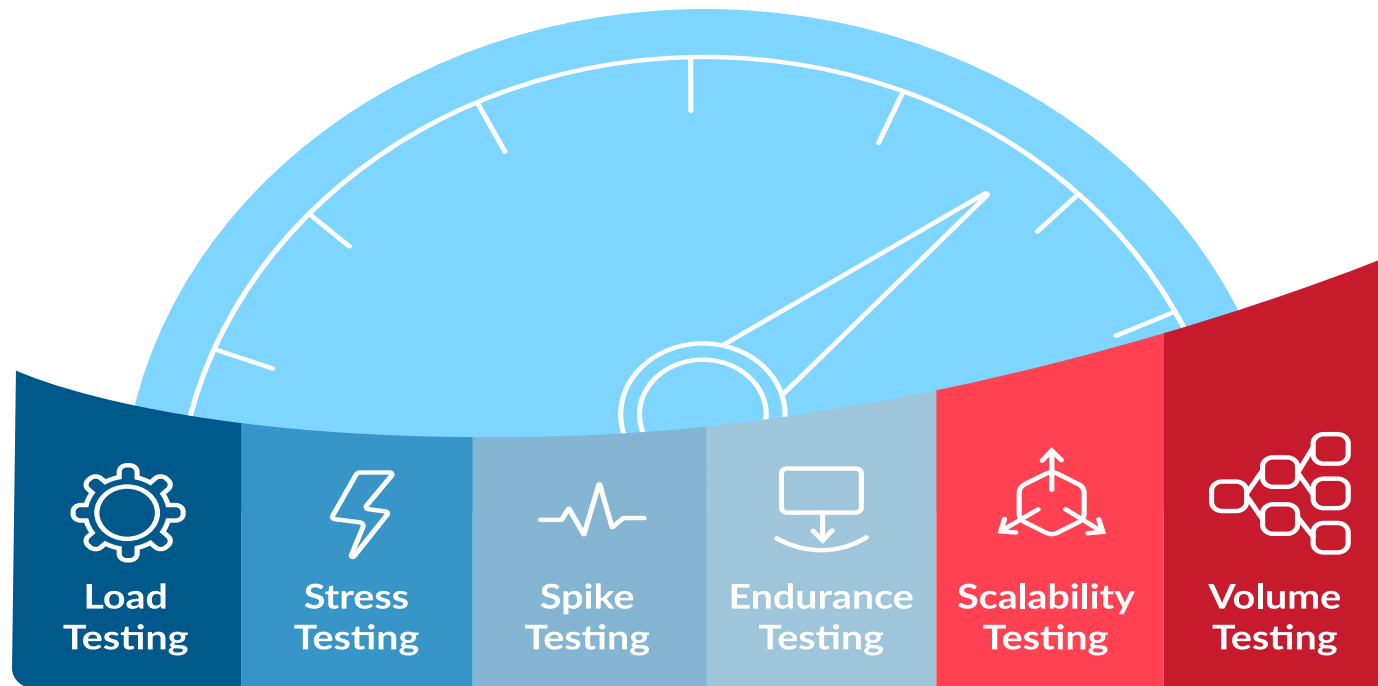 Load
Testing
Stress
Testing
Spike
Testing
Endurance
Testing
Scalability
Testing
Volume
Testing